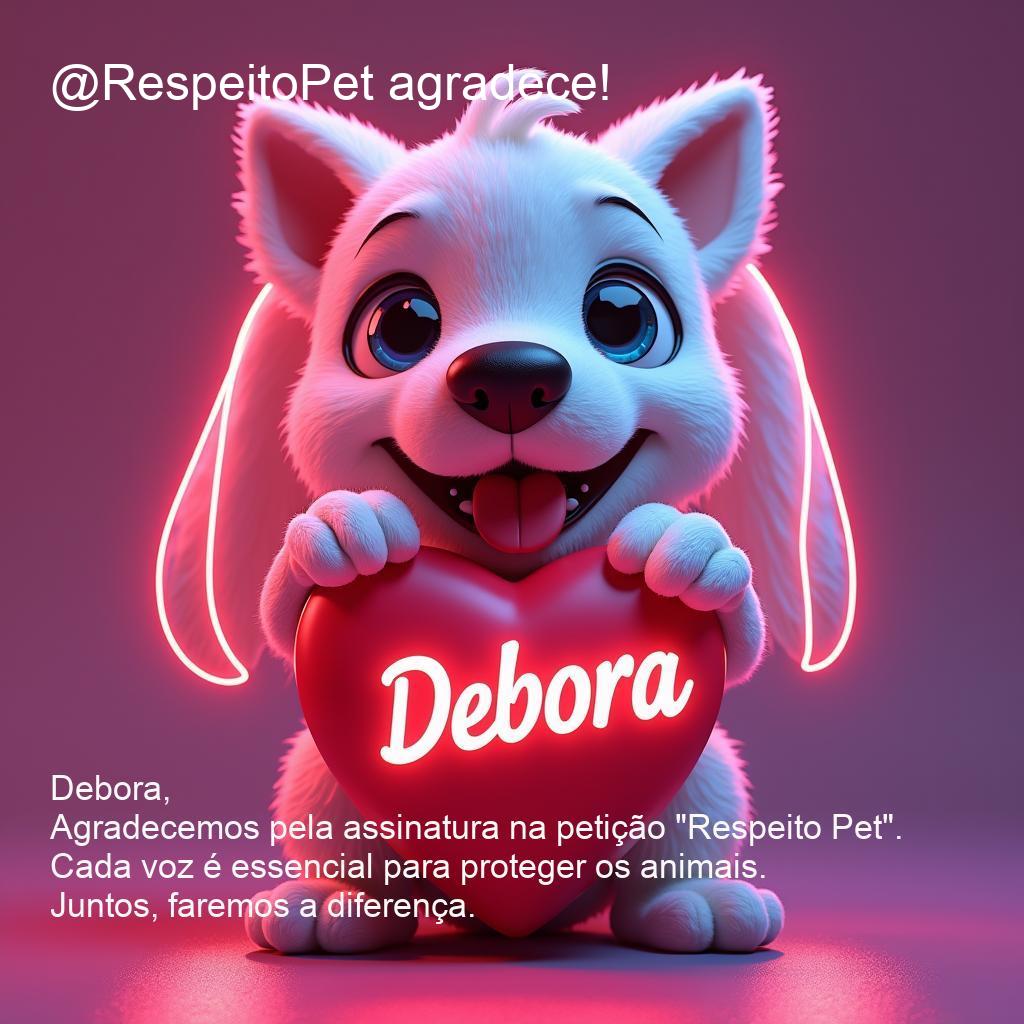 @RespeitoPet agradece!
Debora
Debora,
Agradecemos pela assinatura na petição "Respeito Pet".
Cada voz é essencial para proteger os animais.
Juntos, faremos a diferença.